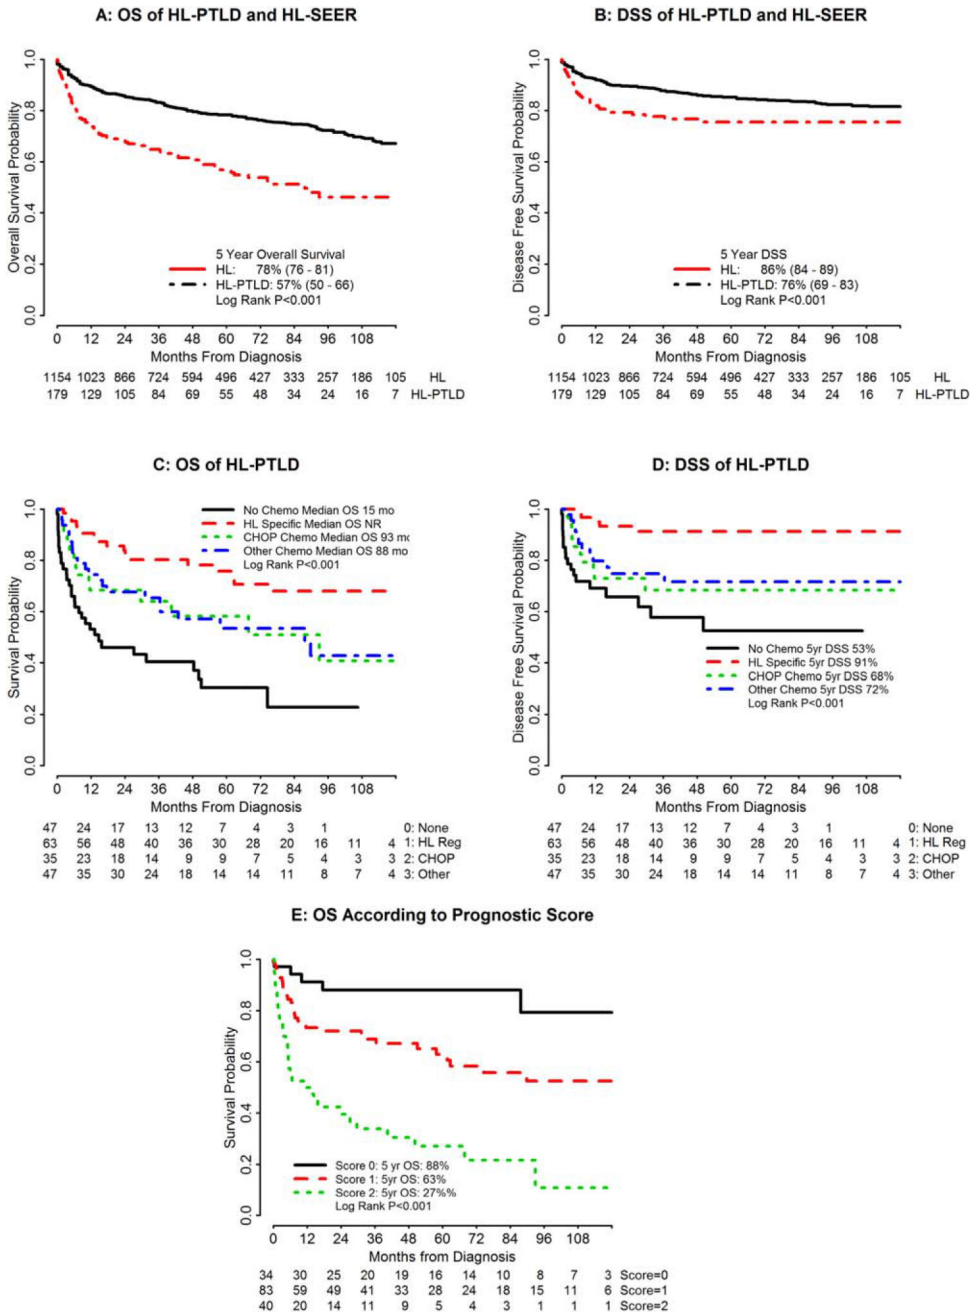 A: OS of HL-PTLD and HL-SEER
Overall Survival Probability
0.0 0.2 0.4 0.6 0.8 1.0
5 Year Overall Survival
HL: 78% (76 - 81)
HL-PTLD: 57% (50 - 66)
Log Rank P<0.001
0 12 24 36 48 60 72 84 96 108
Months From Diagnosis
1154 1023 866 724 594 496 427 333 257 186 105 HL
179 129 105 84 69 55 48 34 24 16 7 HL-PTLD
B: DSS of HL-PTLD and HL-SEER
Disease Free Survival Probability
0.0 0.2 0.4 0.6 0.8 1.0
5 Year DSS
HL: 86% (84 - 89)
HL-PTLD: 76% (69 - 83)
Log Rank P<0.001
0 12 24 36 48 60 72 84 96 108
Months From Diagnosis
1154 1023 866 724 594 496 427 333 257 186 105 HL
179 129 105 84 69 55 48 34 24 16 7 HL-PTLD
C: OS of HL-PTLD
Survival Probability
0.0 0.2 0.4 0.6 0.8 1.0
No Chemo Median OS 15 mo
HL Specific Median OS NR
CHOP Chemo Median OS 93 mo
Other Chemo Median OS 88 mo
Log Rank P<0.001
0 12 24 36 48 60 72 84 96 108
Months From Diagnosis
47 24 17 13 12 7 4 3 1 0: None
63 56 48 40 36 30 28 20 16 11 4 1: HL Reg
35 23 18 14 9 9 7 5 4 3 3 2: CHOP
47 35 30 24 18 14 14 11 8 7 4 3: Other
D: DSS of HL-PTLD
Disease Free Survival Probability
0.0 0.2 0.4 0.6 0.8 1.0
No Chemo 5yr DSS 53%
HL Specific 5yr DSS 91%
CHOP Chemo 5yr DSS 68%
Other Chemo 5yr DSS 72%
Log Rank P<0.001
0 12 24 36 48 60 72 84 96 108
Months From Diagnosis
47 24 17 13 12 7 4 3 1 0: None
63 56 48 40 36 30 28 20 16 11 4 1: HL Reg
35 23 18 14 9 9 7 5 4 3 3 2: CHOP
47 35 30 24 18 14 14 11 8 7 4 3: Other
E: OS According to Prognostic Score
Survival Probability
0.0 0.2 0.4 0.6 0.8 1.0
Score 0: 5 yr OS: 88%
Score 1: 5yr OS: 63%
Score 2: 5yr OS: 27%%
Log Rank P<0.001
0 12 24 36 48 60 72 84 96 108
Months from Diagnosis
34 30 25 20 19 16 14 10 8 7 3 Score=0
83 59 49 41 33 28 24 18 15 11 6 Score=1
40 20 14 11 9 5 4 3 1 1 1 Score=2